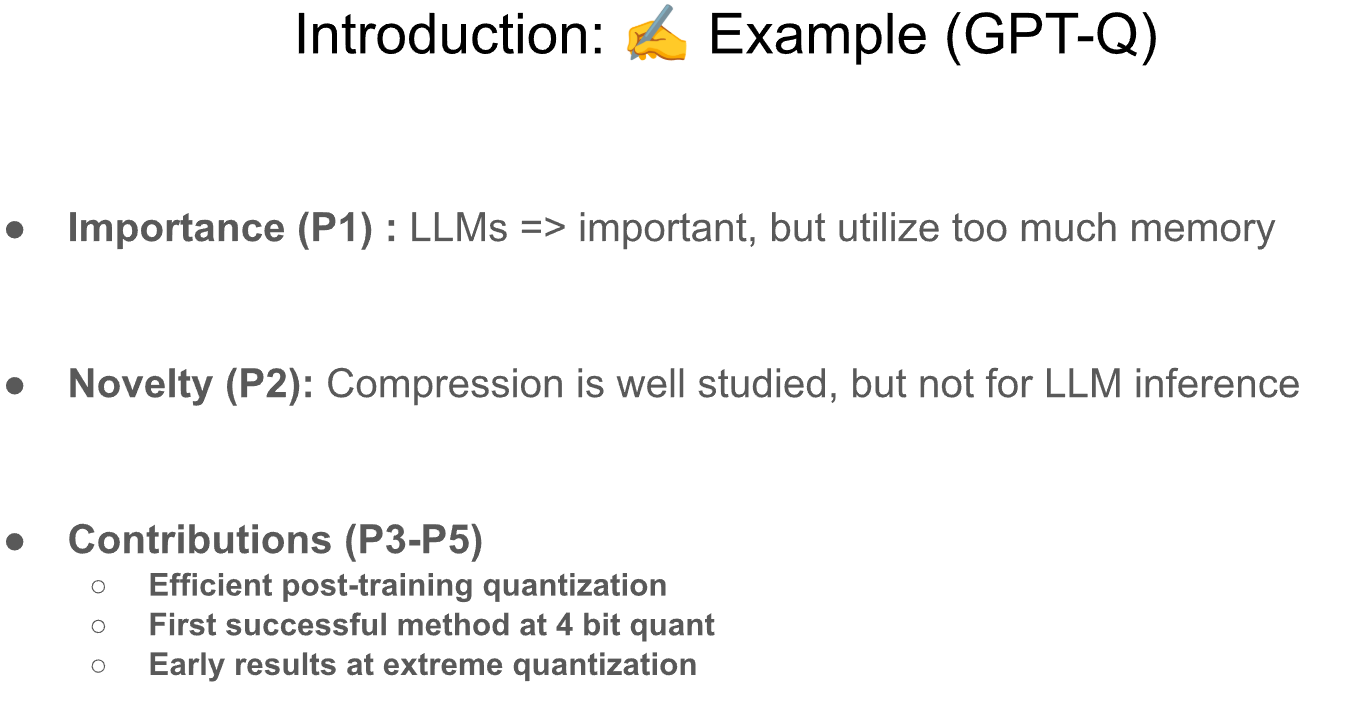 Introduction: ✍ Example (GPT-Q)
● Importance (P1) : LLMs => important, but utilize too much memory
● Novelty (P2): Compression is well studied, but not for LLM inference
● Contributions (P3-P5)
○ Efficient post-training quantization
○ First successful method at 4 bit quant
○ Early results at extreme quantization